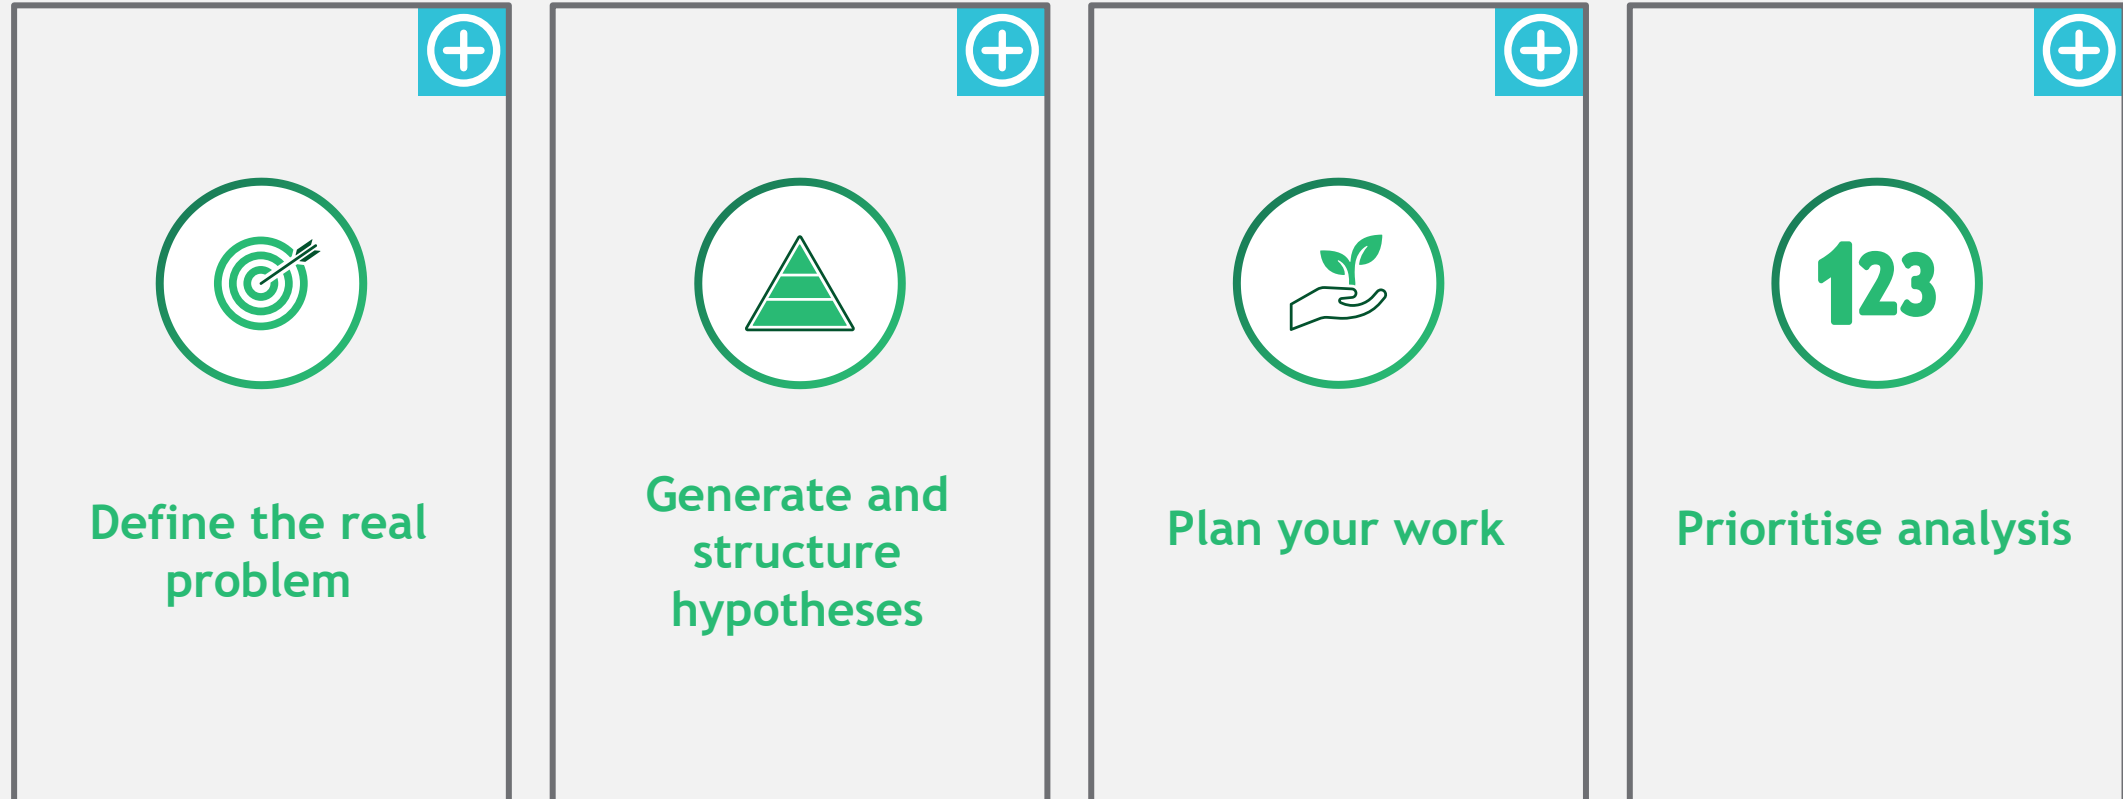 Define the real
problem
Generate and
structure
hypotheses
Plan your work
123
Prioritise analysis